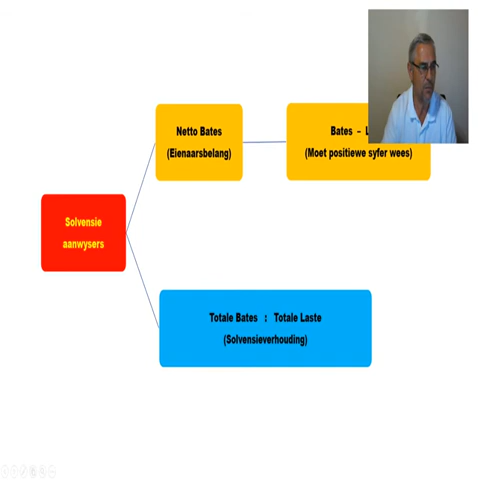 Netto Bates
(Eienaarsbelang)
Bates - L
(Moet positiewe syfer wees)
Solvensie
aanwysers
Totale Bates : Totale Laste
(Solvensieverhouding)